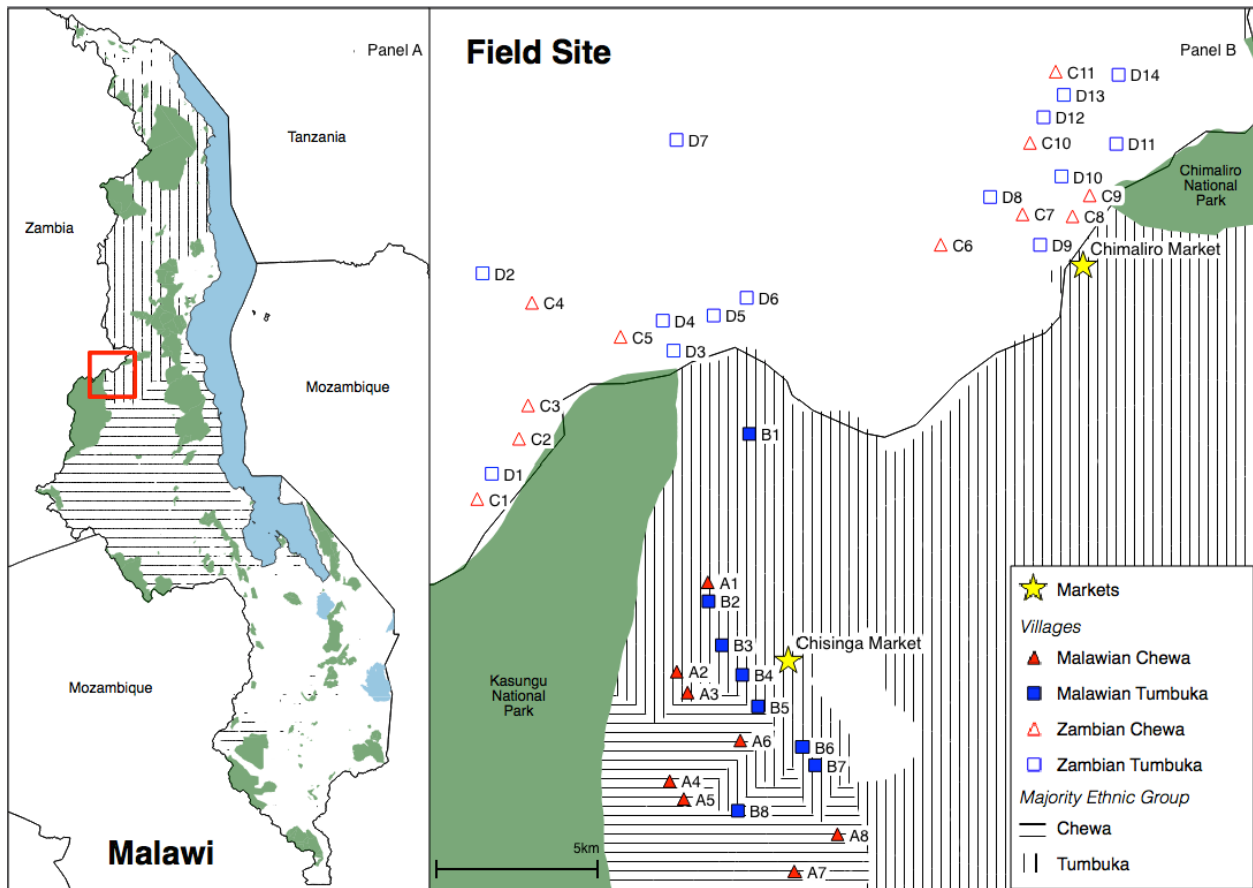 Panel A
Tanzania
Zambia
Mozambique
Mozambique
Malawi
Field Site
Panel B
C11
D14
D13
D12
C10
D11
D7
D10
Chimaliro
National
Park
D8
C9
C7
C8
C6
D9
Chimaliro Market
D2
C4
D6
D5
D4
C5
D3
C3
C2
B1
D1
C1
A1
B2
B3
Chisinga Market
A2
B4
Kasungu
National
Park
A3
B5
A6
B6
B7
A4
A5
B8
A8
5km
A7
Markets
Villages
Malawian Chewa
Malawian Tumbuka
Zambian Chewa
Zambian Tumbuka
Majority Ethnic Group
Chewa
Tumbuka